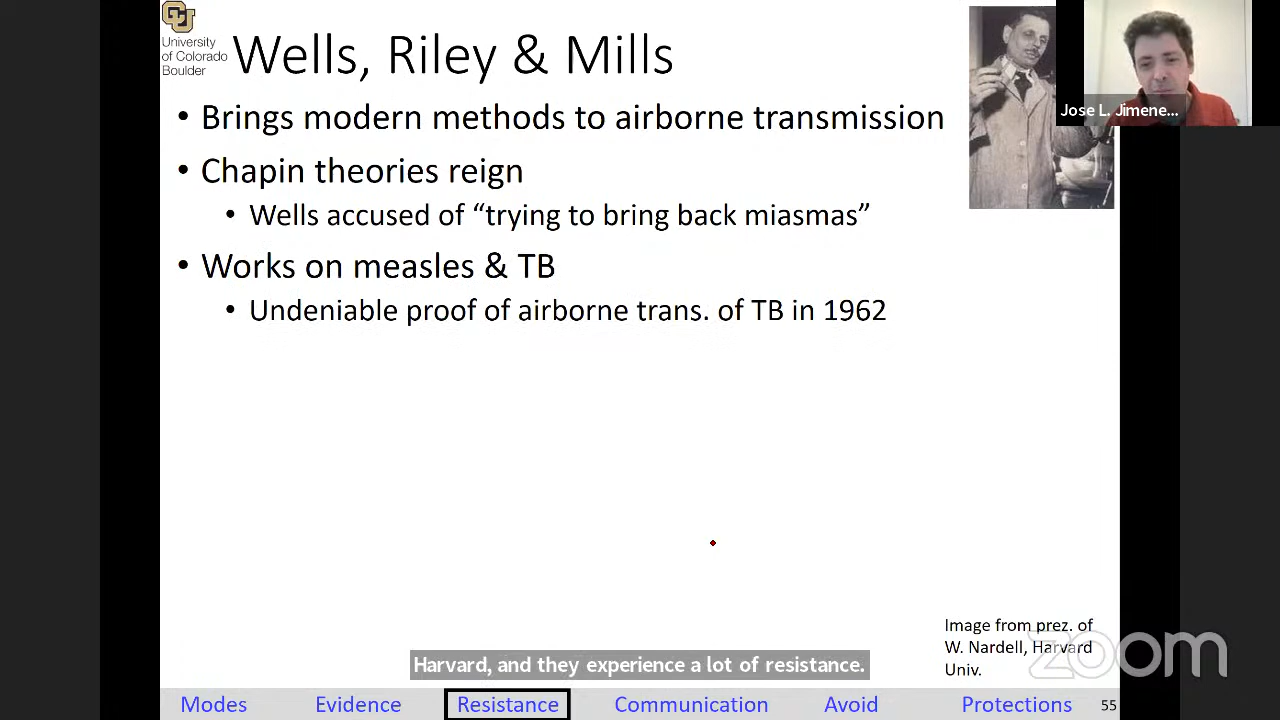 University
of Colorado
Boulder
Wells, Riley & Mills
Jose L. Jimene...
• Brings modern methods to airborne transmission
• Chapin theories reign
• Wells accused of “trying to bring back miasmas”
• Works on measles & TB
• Undeniable proof of airborne trans. of TB in 1962
Image from prez. of
W. Nardell, Harvard
Univ.
zoom
Harvard, and they experience a lot of resistance.
Modes Evidence Resistance Communication Avoid Protections 55